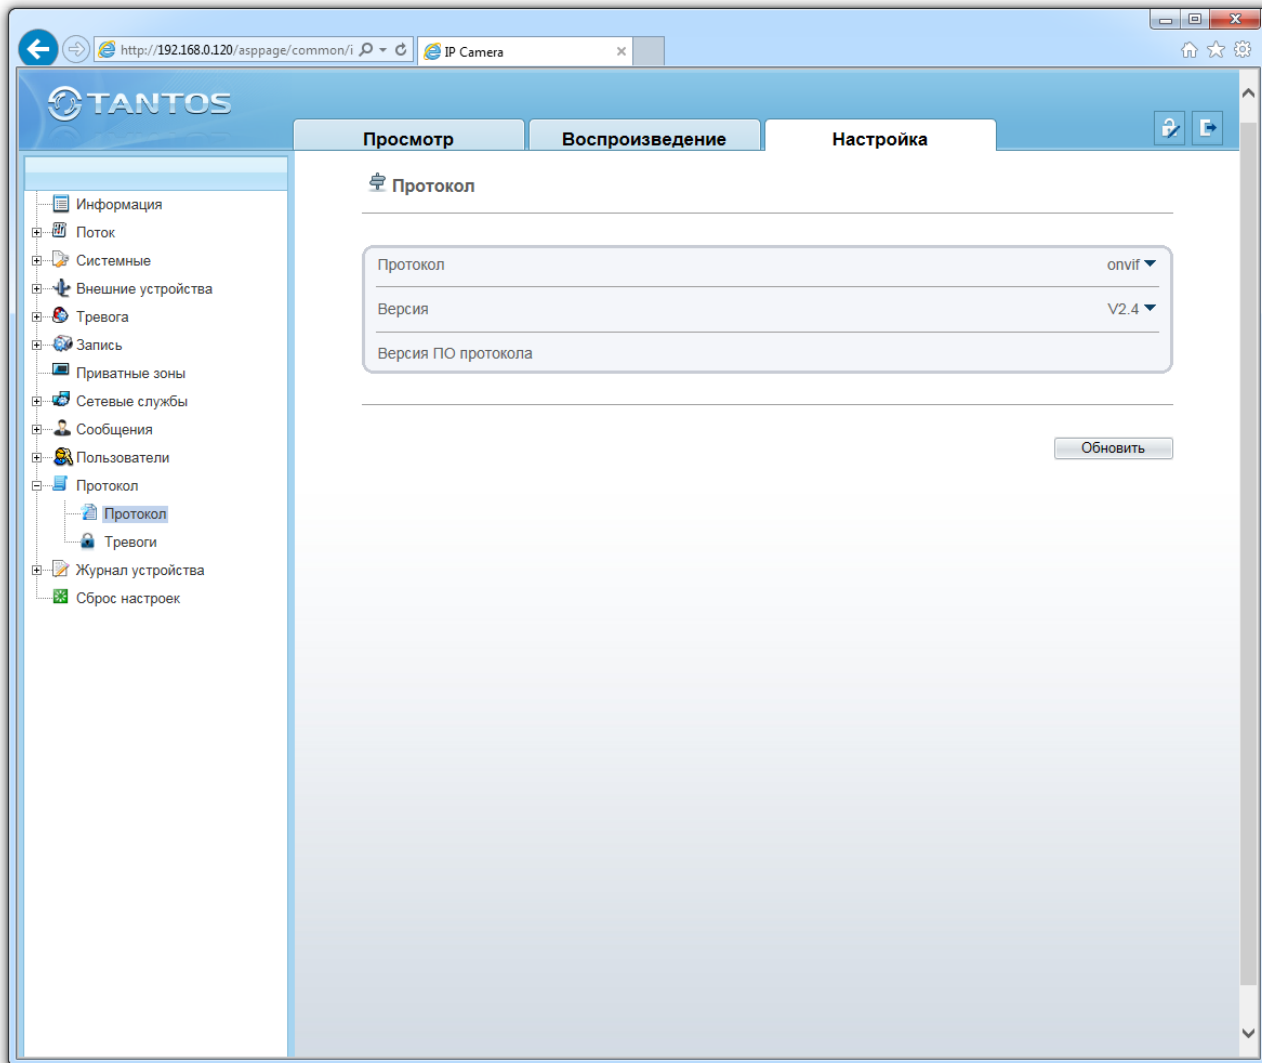 http://192.168.0.120/asppage/common/i
IP Camera
TANTOS
Просмотр
Воспроизведение
Настройка
Информация
Поток
Системные
Внешние устройства
Тревога
Запись
Приватные зоны
Сетевые службы
Сообщения
Пользователи
Протокол
Протокол
Тревоги
Журнал устройства
Сброс настроек
Протокол
Протокол onvif
Версия V2.4
Версия ПО протокола
Обновить